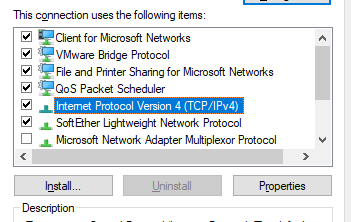 This connection uses the following items:
Client for Microsoft Networks
VMware Bridge Protocol
File and Printer Sharing for Microsoft Networks
QoS Packet Scheduler
Internet Protocol Version 4 (TCP/IPv4)
SoftEther Lightweight Network Protocol
Microsoft Network Adapter Multiplexor Protocol
Install... Uninstall Properties
Description